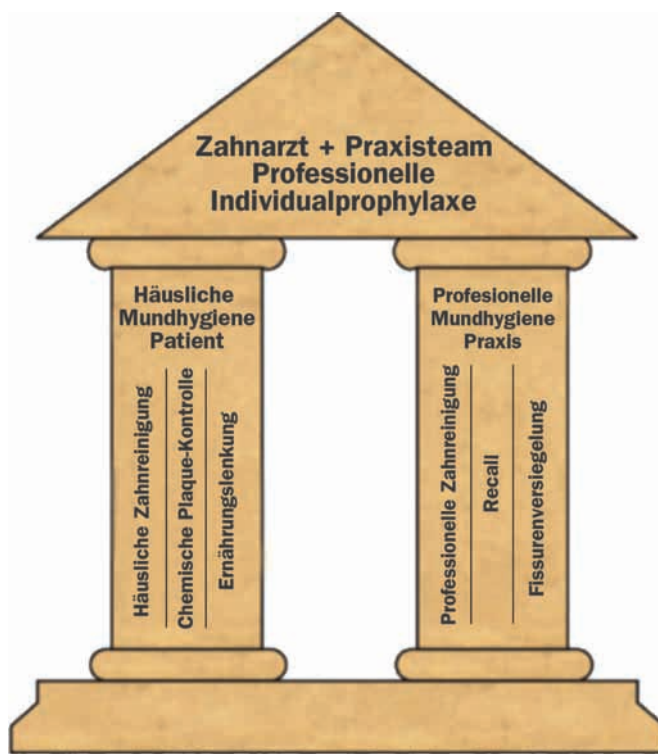 Zahnarzt + Praxisteam
Professionelle
Individualprophylaxe
Häusliche
Mundhygiene
Patient
Häusliche Zahnreinigung
Chemische Plaque-Kontrolle
Ernährungslenkung
Profesionelle
Mundhygiene
Praxis
Professionelle Zahnreinigung
Recall
Fissurenversiegelung